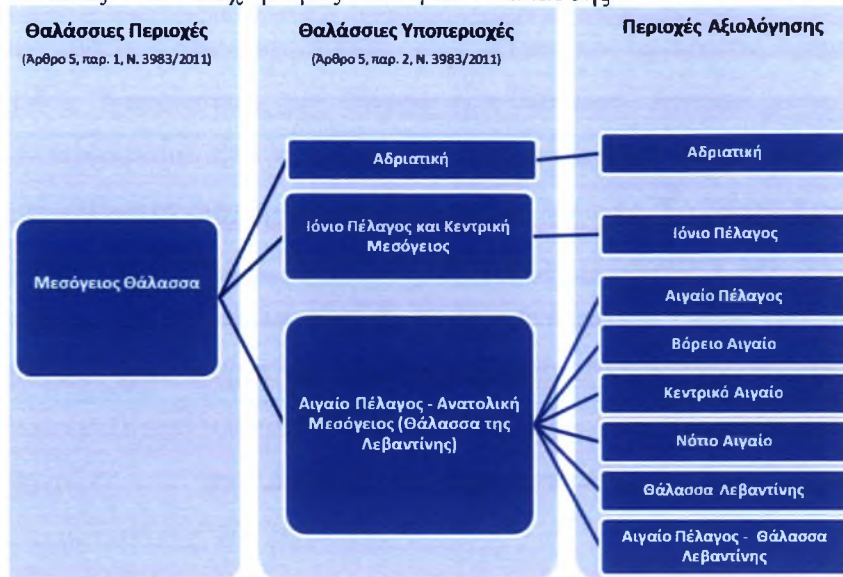 Θαλάσσιες Περιοχές
(Άρθρο 5, παρ. 1, Ν. 3983/2011)
Μεσόγειος Θάλασσα
Θαλάσσιες Υποπεριοχές
(Άρθρο 5, παρ. 2, Ν. 3983/2011)
Αδριατική
Ιόνιο Πέλαγος και Κεντρική
Μεσόγειος
Αιγαίο Πέλαγος - Ανατολική
Μεσόγειος (Θάλασσα της
Λεβαντίνης)
Περιοχές Αξιολόγησης
Αδριατική
Ιόνιο Πέλαγος
Αιγαίο Πέλαγος
Βόρειο Αιγαίο
Κεντρικό Αιγαίο
Νότιο Αιγαίο
Θάλασσα Λεβαντίνης
Αιγαίο Πέλαγος - Θάλασσα
Λεβαντίνης